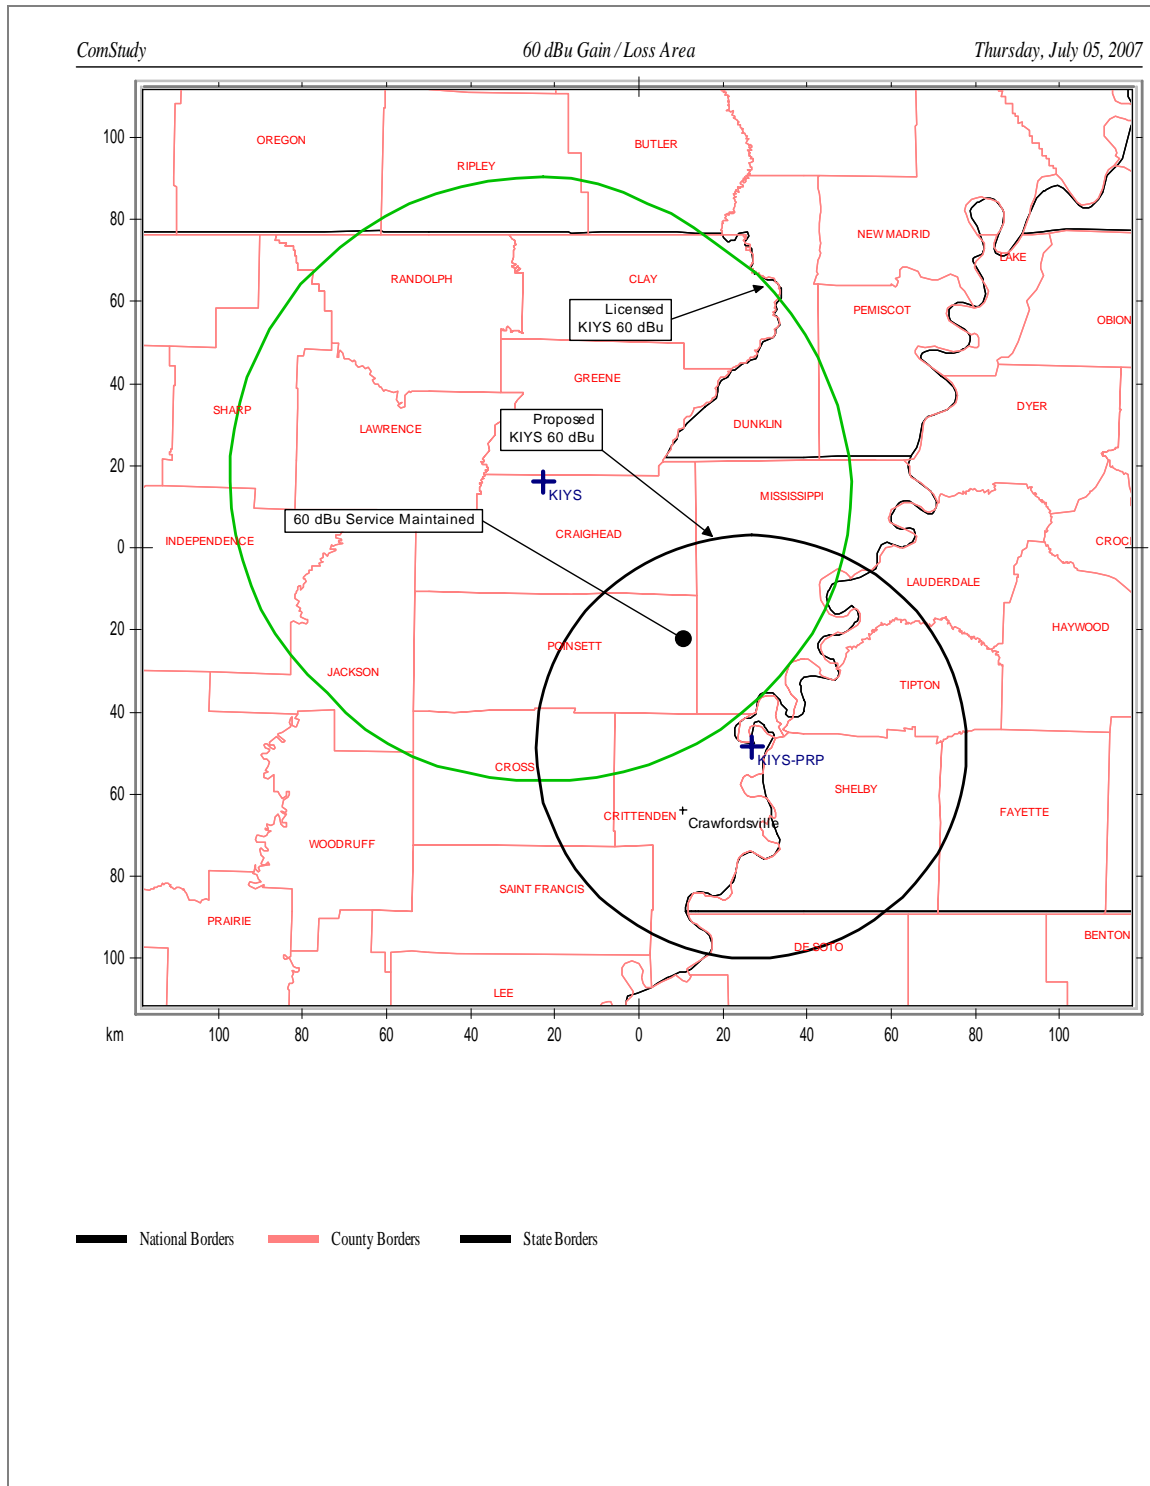 ComStudy 60 dBu Gain / Loss Area Thursday, July 05, 2007
100
OREGON
RIPLEY
BUTLER
80
NEW MADRID
LAKE
RANDOLPH
CLAY
60
Licensed
KIYS 60 dBu
PEMISCOT
OBION
40
GREENE
SHARP
LAWRENCE
DYER
Proposed
KIYS 60 dBu
DUNKLIN
20
KIYS
MISSISSIPPI
60 dBu Service Maintained
CRAIGHEAD
0
INDEPENDENCE
CROC
LAUDERDALE
20
HAYWOOD
POINSETT
JACKSON
TIPTON
40
KIYS-PRP
CROSS
60
SHELBY
CRITTENDEN
Crawfordsville
FAYETTE
WOODRUFF
80
SAINT FRANCIS
PRAIRIE
DE SOTO
BENTON
100
LEE
km 100 80 60 40 20 0 20 40 60 80 100
National Borders County Borders State Borders